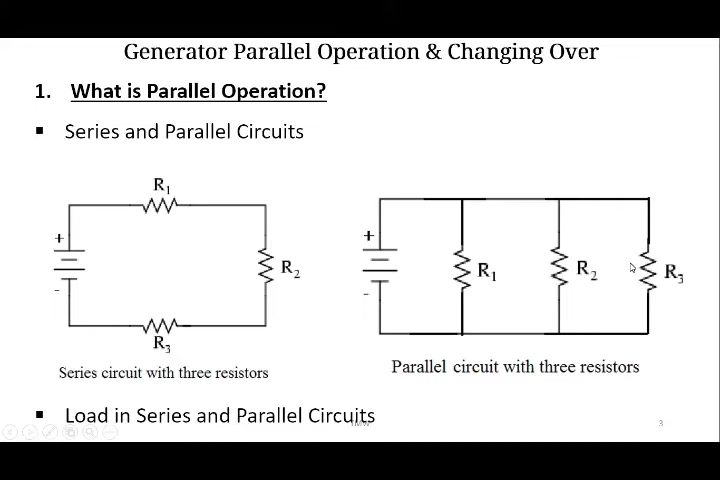 Generator Parallel Operation & Changing Over
1. What is Parallel Operation?
▪ Series and Parallel Circuits
R1
+
R2
-
R3
Series circuit with three resistors
+
R1
R2
R3
-
Parallel circuit with three resistors
▪ Load in Series and Parallel Circuits
TMW
3